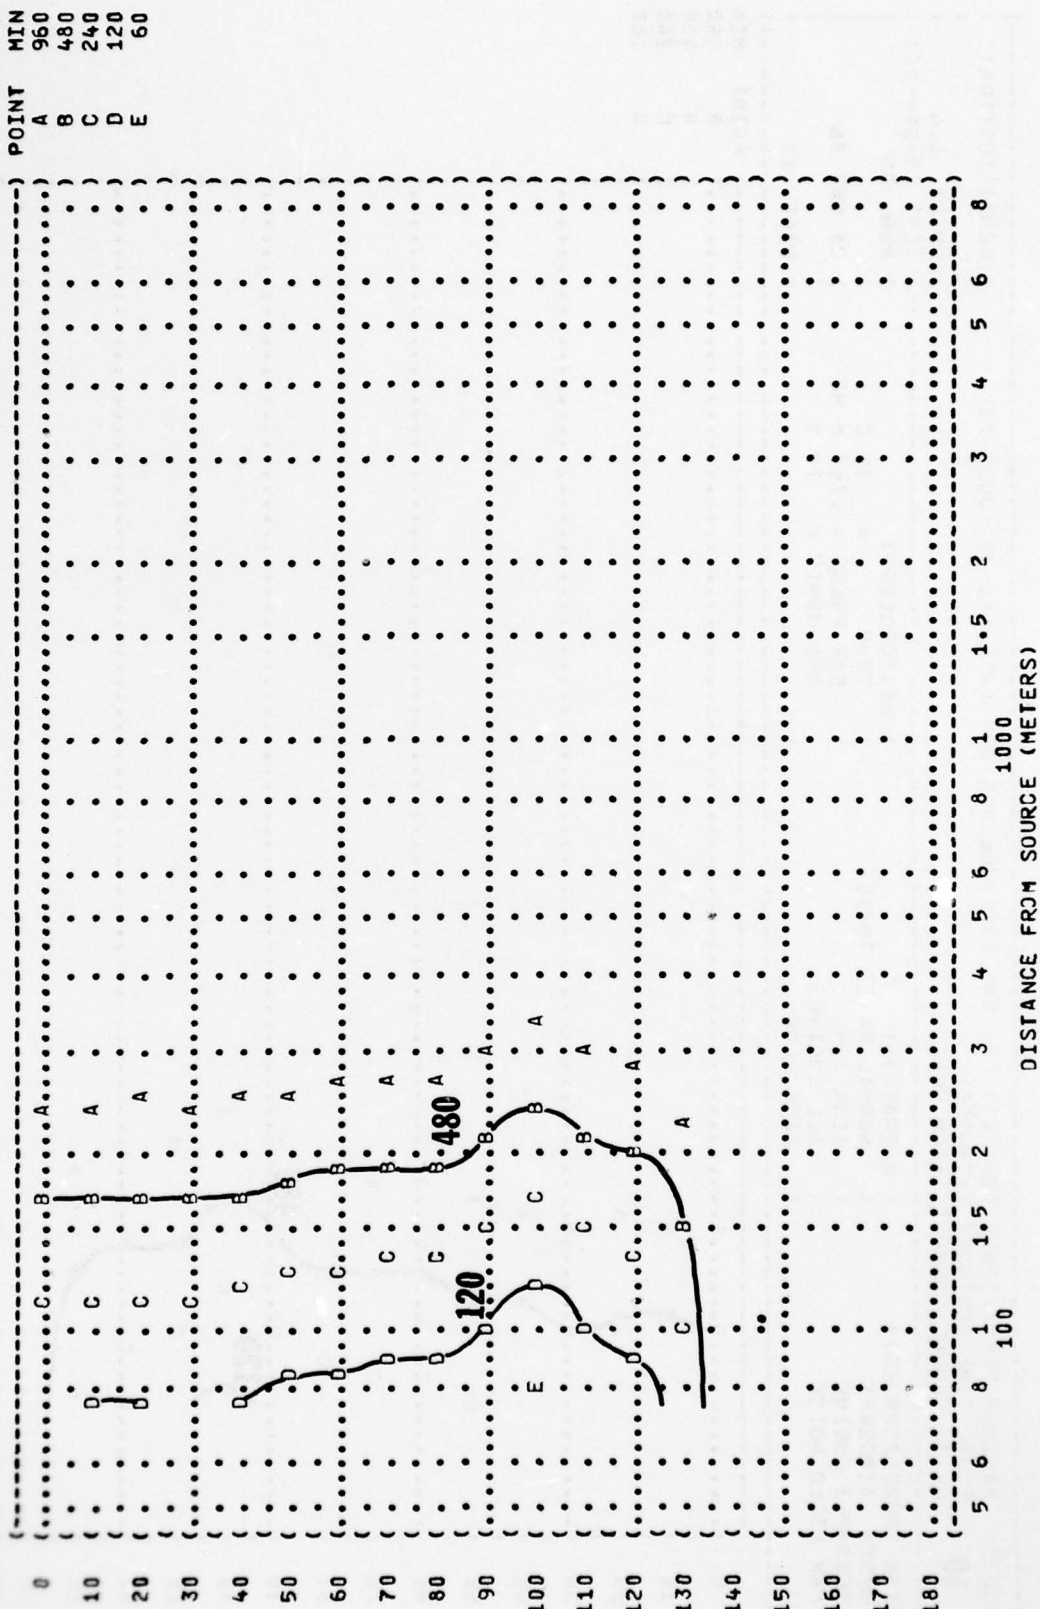 POINT MIN
A 960
B 480
C 240
D 120
E 60
0
10
20
30
40
50
60
70
80
90
100
110
120
130
140
150
160
170
180
B A C
C A B D
C A B D
C A B
C A B D
C A B D
C A B D
C A B D
C A B D
480
120
C A B D
E C A B D
C A B D
C A B D
C B A
5 6 8 1 1.5 2 3 4 5 6 8 1 1.5 2 3 4 5 6 8
100 1000
DISTANCE FROM SOURCE (METERS)